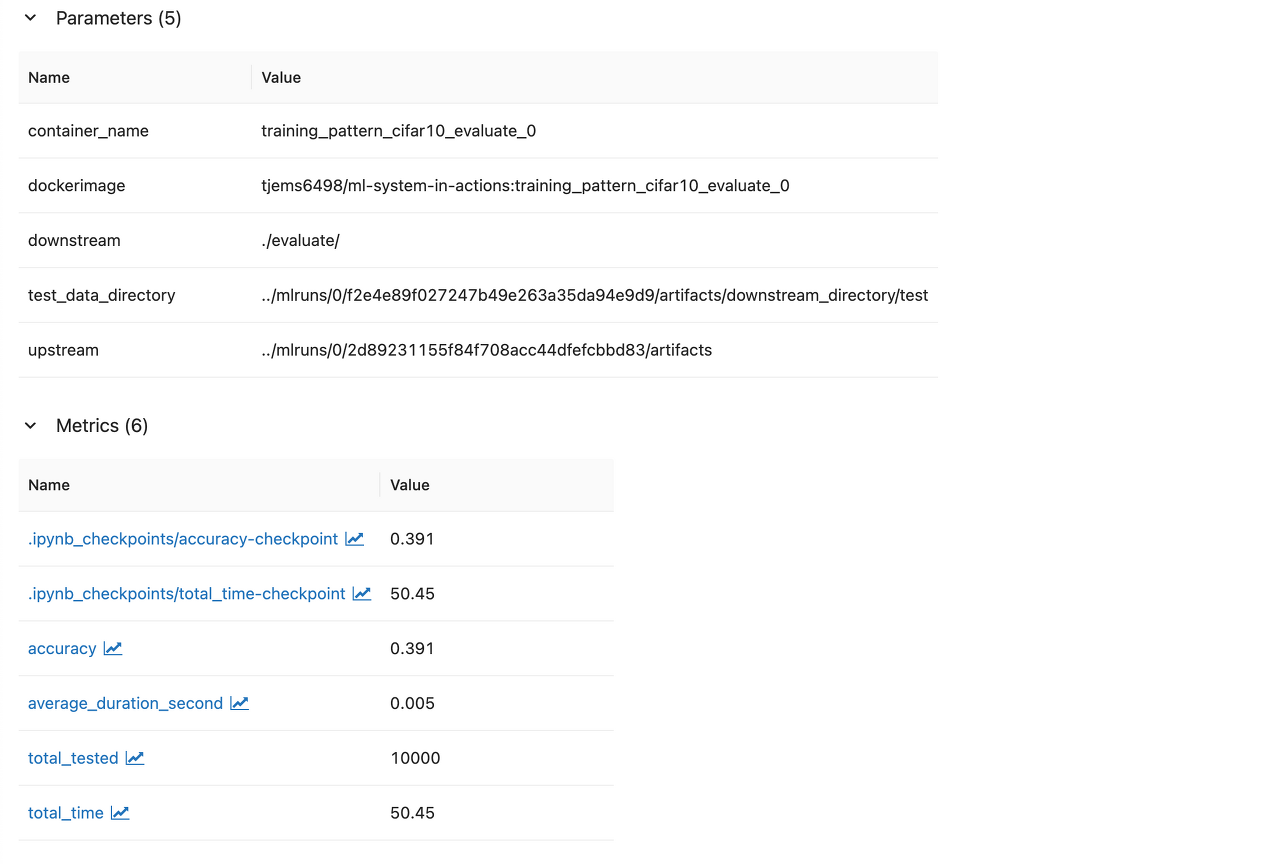 Parameters (5)
Name Value
container_name training_pattern_cifar10_evaluate_0
dockerimage tjems6498/ml-system-in-actions:training_pattern_cifar10_evaluate_0
downstream ./evaluate/
test_data_directory ../mlruns/0/f2e4e89f027247b49e263a35da94e9d9/artifacts/downstream_directory/test
upstream ../mlruns/0/2d89231155f84f708acc44dfefcbbd83/artifacts
Metrics (6)
Name Value
.ipynb_checkpoints/accuracy-checkpoint 0.391
.ipynb_checkpoints/total_time-checkpoint 50.45
accuracy 0.391
average_duration_second 0.005
total_tested 10000
total_time 50.45